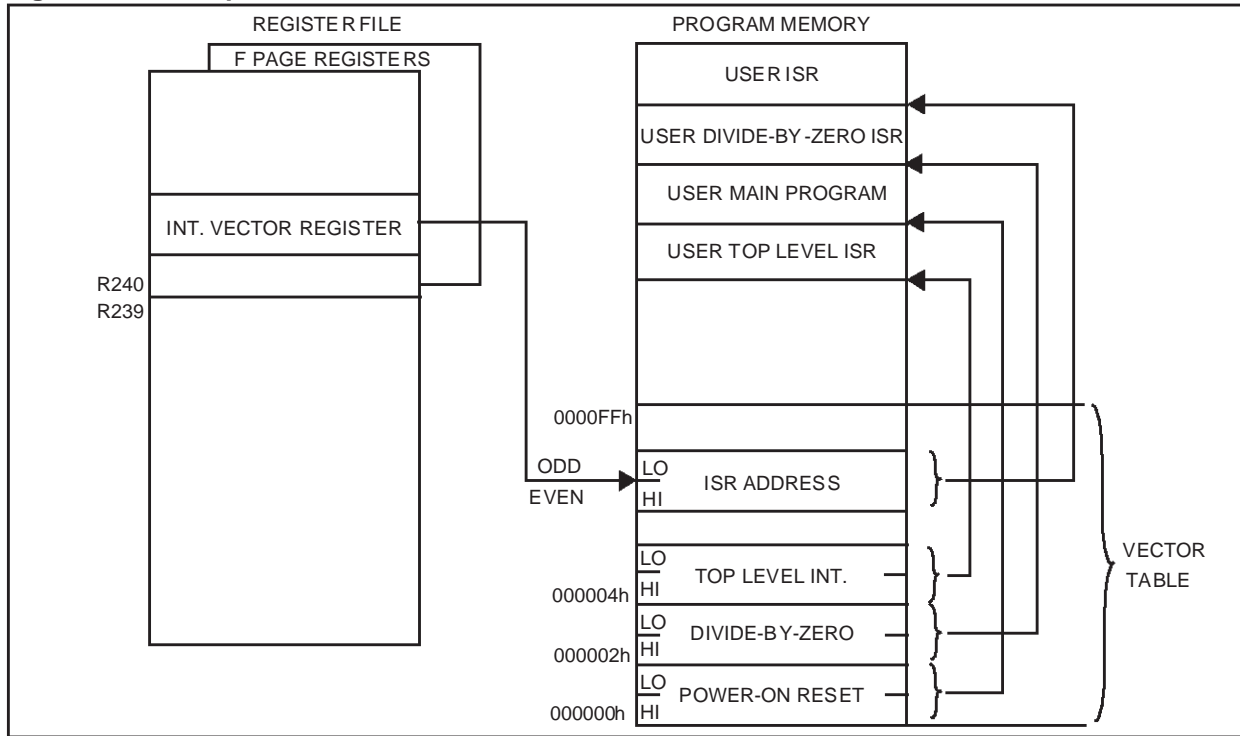 REGISTER FILE
F PAGE REGISTERS
INT. VECTOR REGISTER
R240
R239
PROGRAM MEMORY
USER ISR
USER DIVIDE-BY-ZERO ISR
USER MAIN PROGRAM
USER TOP LEVEL ISR
0000FFh
ODD
EVEN
LO
ISR ADDRESS
HI
LO
TOP LEVEL INT.
HI
000004h
LO
DIVIDE-BY-ZERO
HI
000002h
LO
POWER-ON RESET
HI
000000h
VECTOR
TABLE